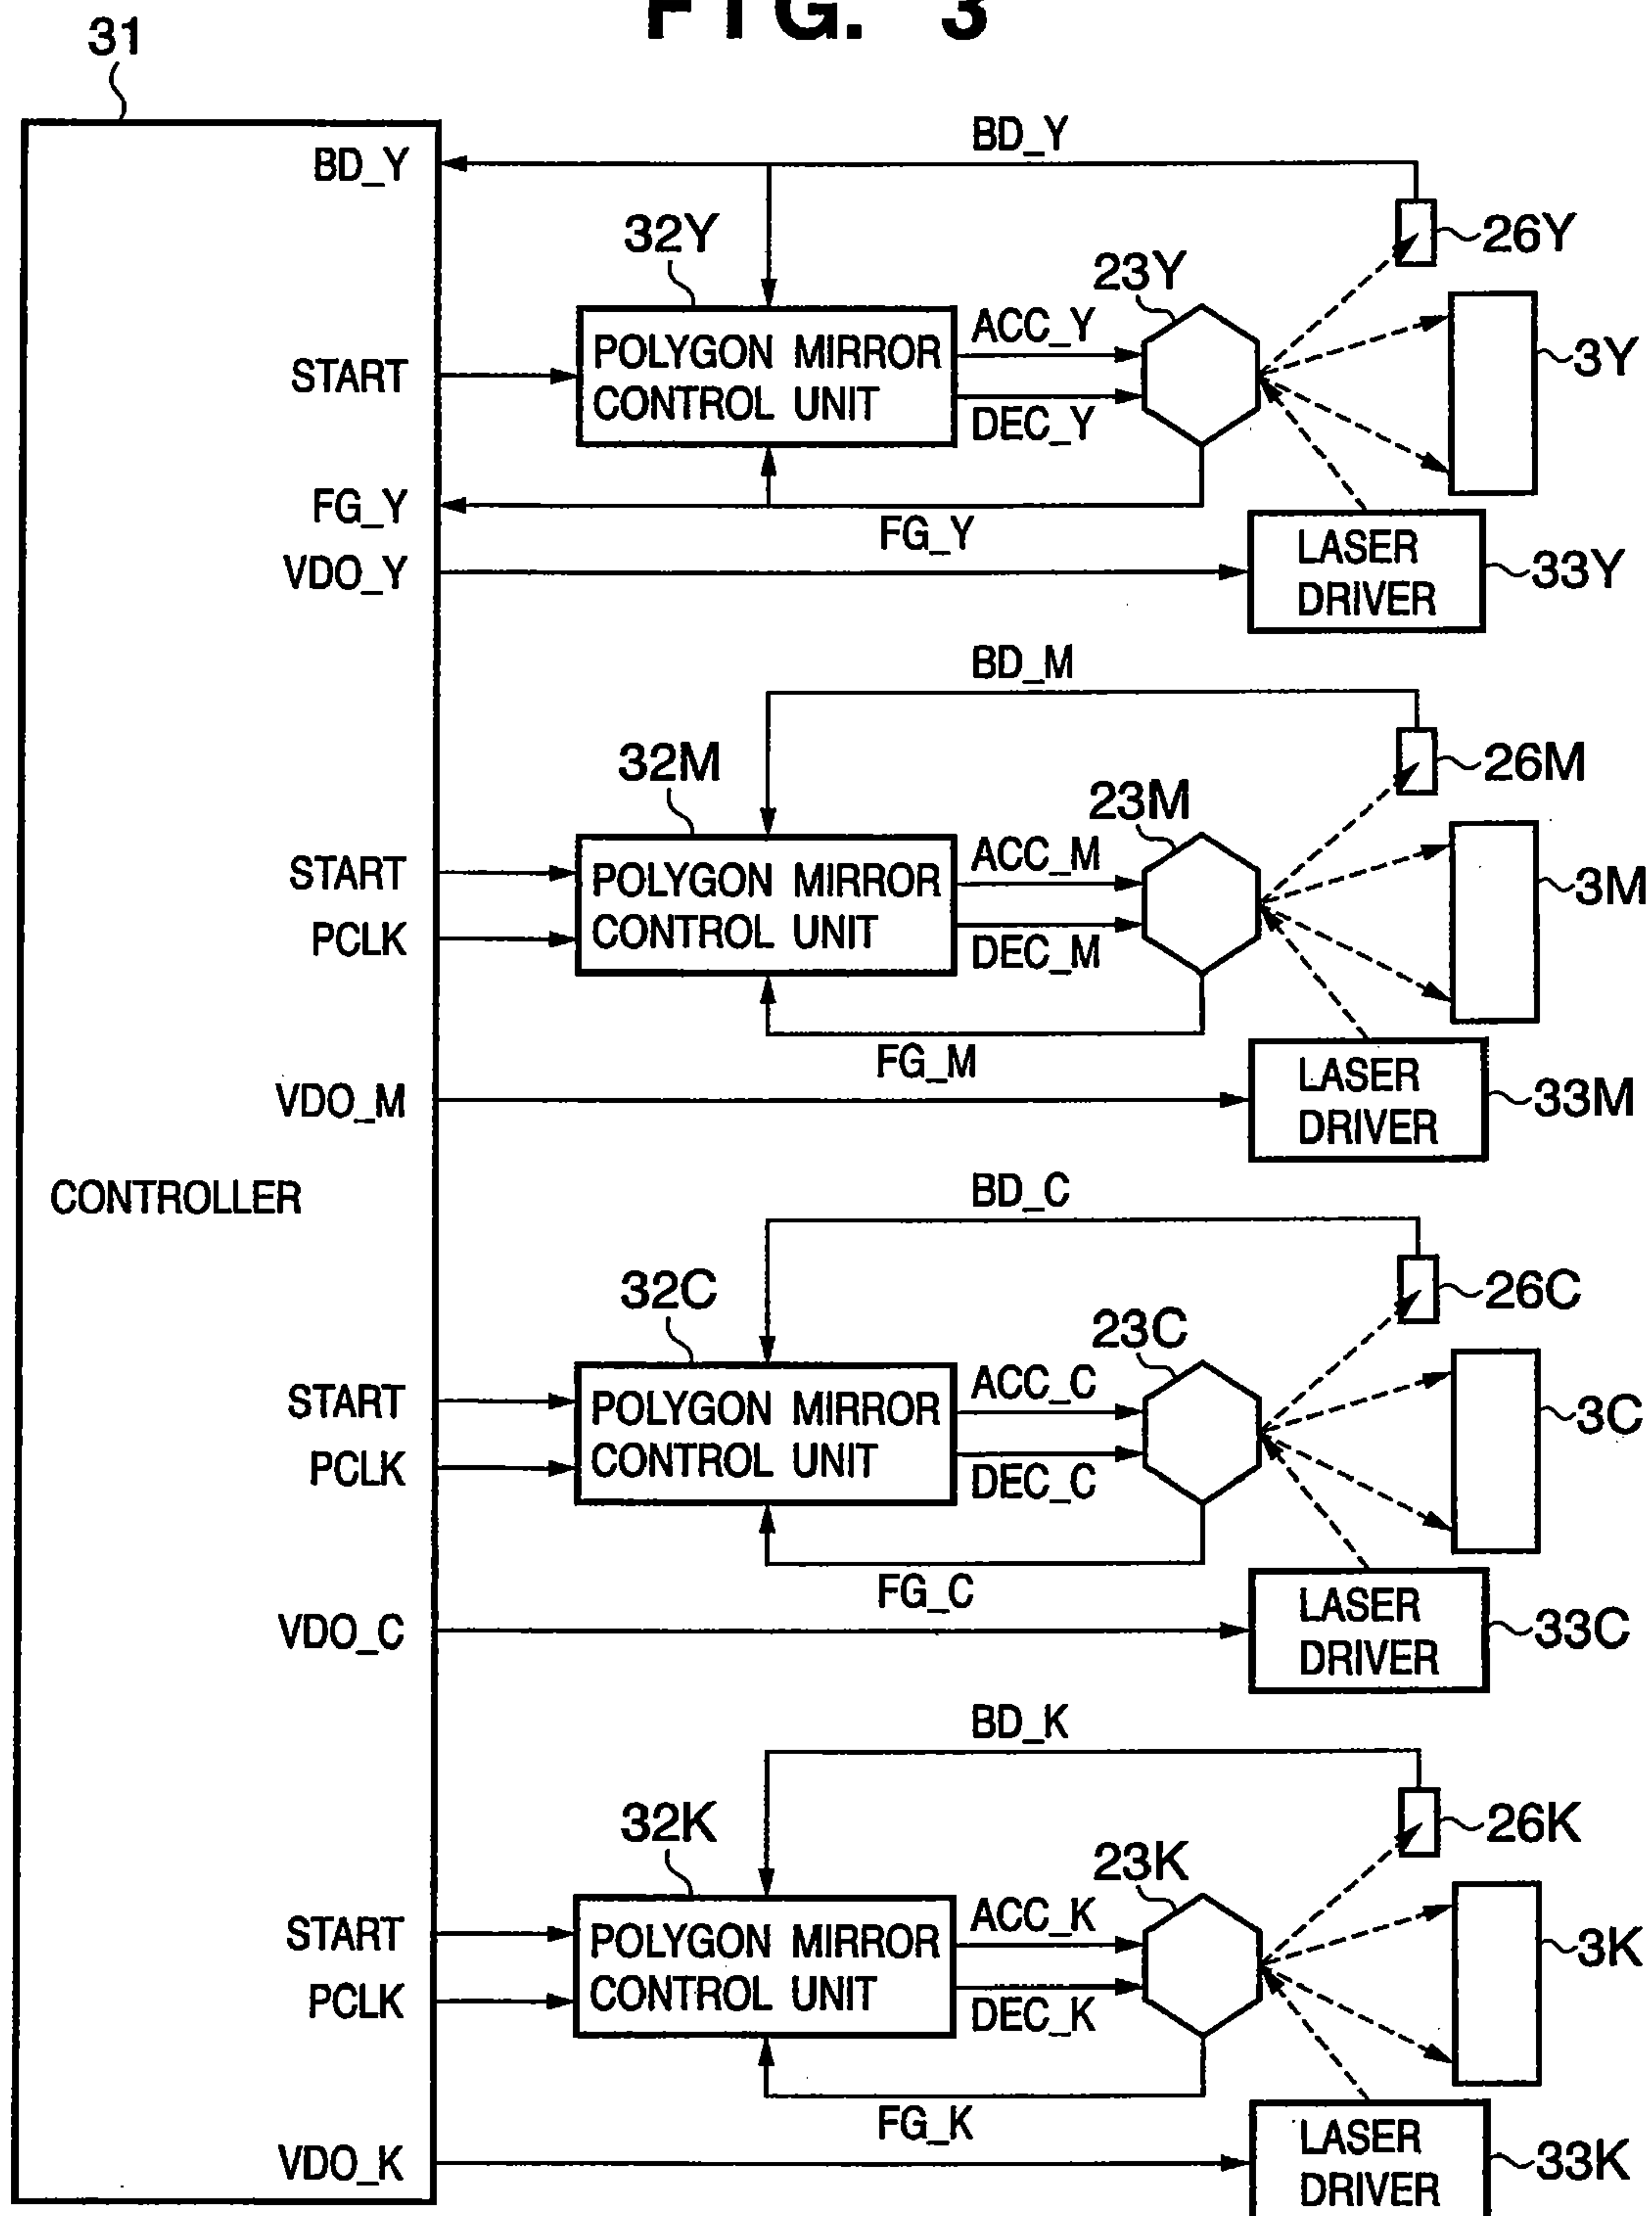 FIG. 3
31
BD_Y
BD_Y
32Y
26Y
23Y
ACC_Y
POLYGON MIRROR
CONTROL UNIT
START
DEC_Y
3Y
FG_Y
FG_Y
VDO_Y
LASER
DRIVER
33Y
BD_M
32M
26M
23M
ACC_M
START
POLYGON MIRROR
CONTROL UNIT
3M
PCLK
DEC_M
FG_M
VDO_M
LASER
DRIVER
33M
CONTROLLER
BD_C
32C
26C
23C
ACC_C
START
POLYGON MIRROR
CONTROL UNIT
3C
PCLK
DEC_C
FG_C
VDO_C
LASER
DRIVER
33C
BD_K
32K
26K
23K
ACC_K
START
POLYGON MIRROR
CONTROL UNIT
3K
PCLK
DEC_K
FG_K
VDO_K
LASER
DRIVER
33K